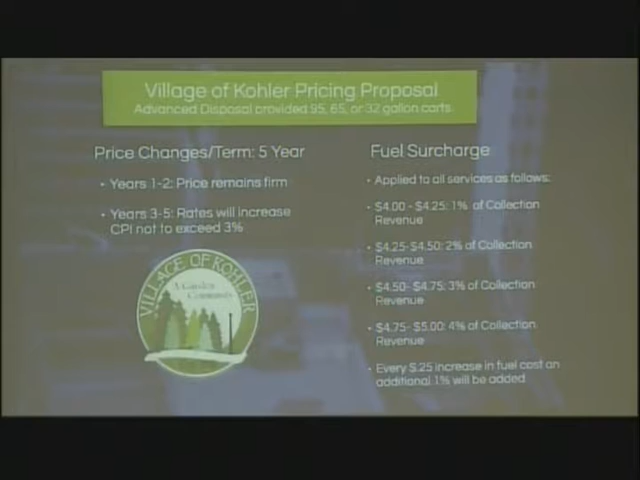 Village of Kohler Pricing Proposal
Advanced Disposal provided 95, 65, or 32 gallon carts.
Price Changes/Term: 5 Year
• Years 1-2: Price remains firm
• Years 3-5: Rates will increase
CPI not to exceed 3%
VILLAGE OF KOHLER
A Garden
Community
Fuel Surcharge
• Applied to all services as follows:
• $4.00 - $4.25: 1% of Collection
Revenue
• $4.25-$4.50: 2% of Collection
Revenue
• $4.50- $4.75: 3% of Collection
Revenue
• $4.75- $5.00: 4% of Collection
Revenue
• Every $.25 increase in fuel cost an
additional 1% will be added